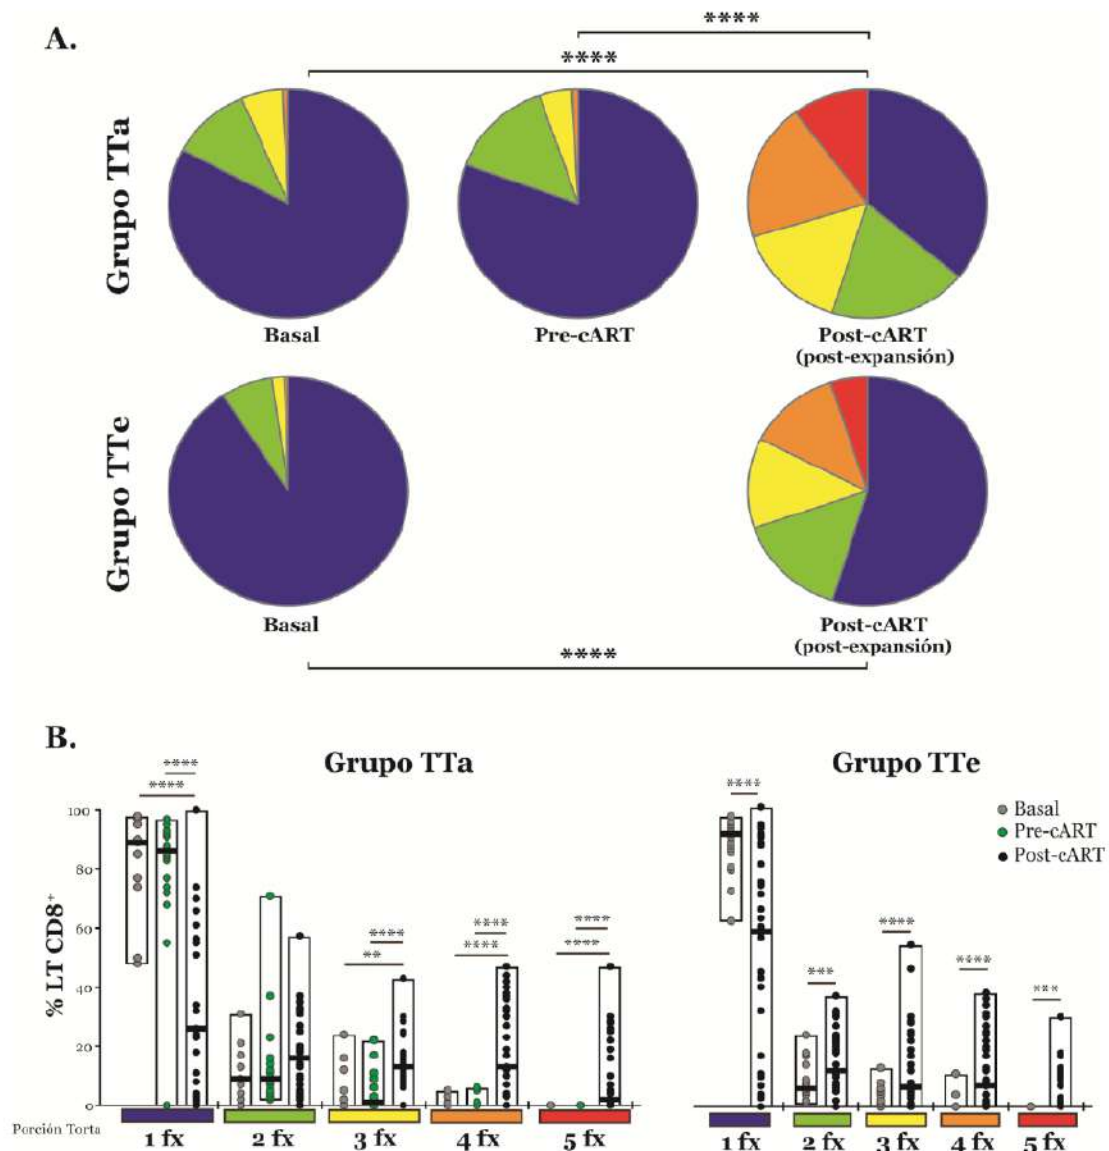 A.
****
****
Grupo TTa
Basal
Pre-cART
Post-cART
(post-expansión)
Grupo TTe
Basal
Post-cART
(post-expansión)
****
B.
Grupo TTa
Grupo TTe
% LT CD8⁺
100
80
60
40
20
0
****
****
****
**
****
****
****
****
****
***
****
****
***
Basal
Pre-cART
Post-cART
Porción Torta
1 fx
2 fx
3 fx
4 fx
5 fx
1 fx
2 fx
3 fx
4 fx
5 fx